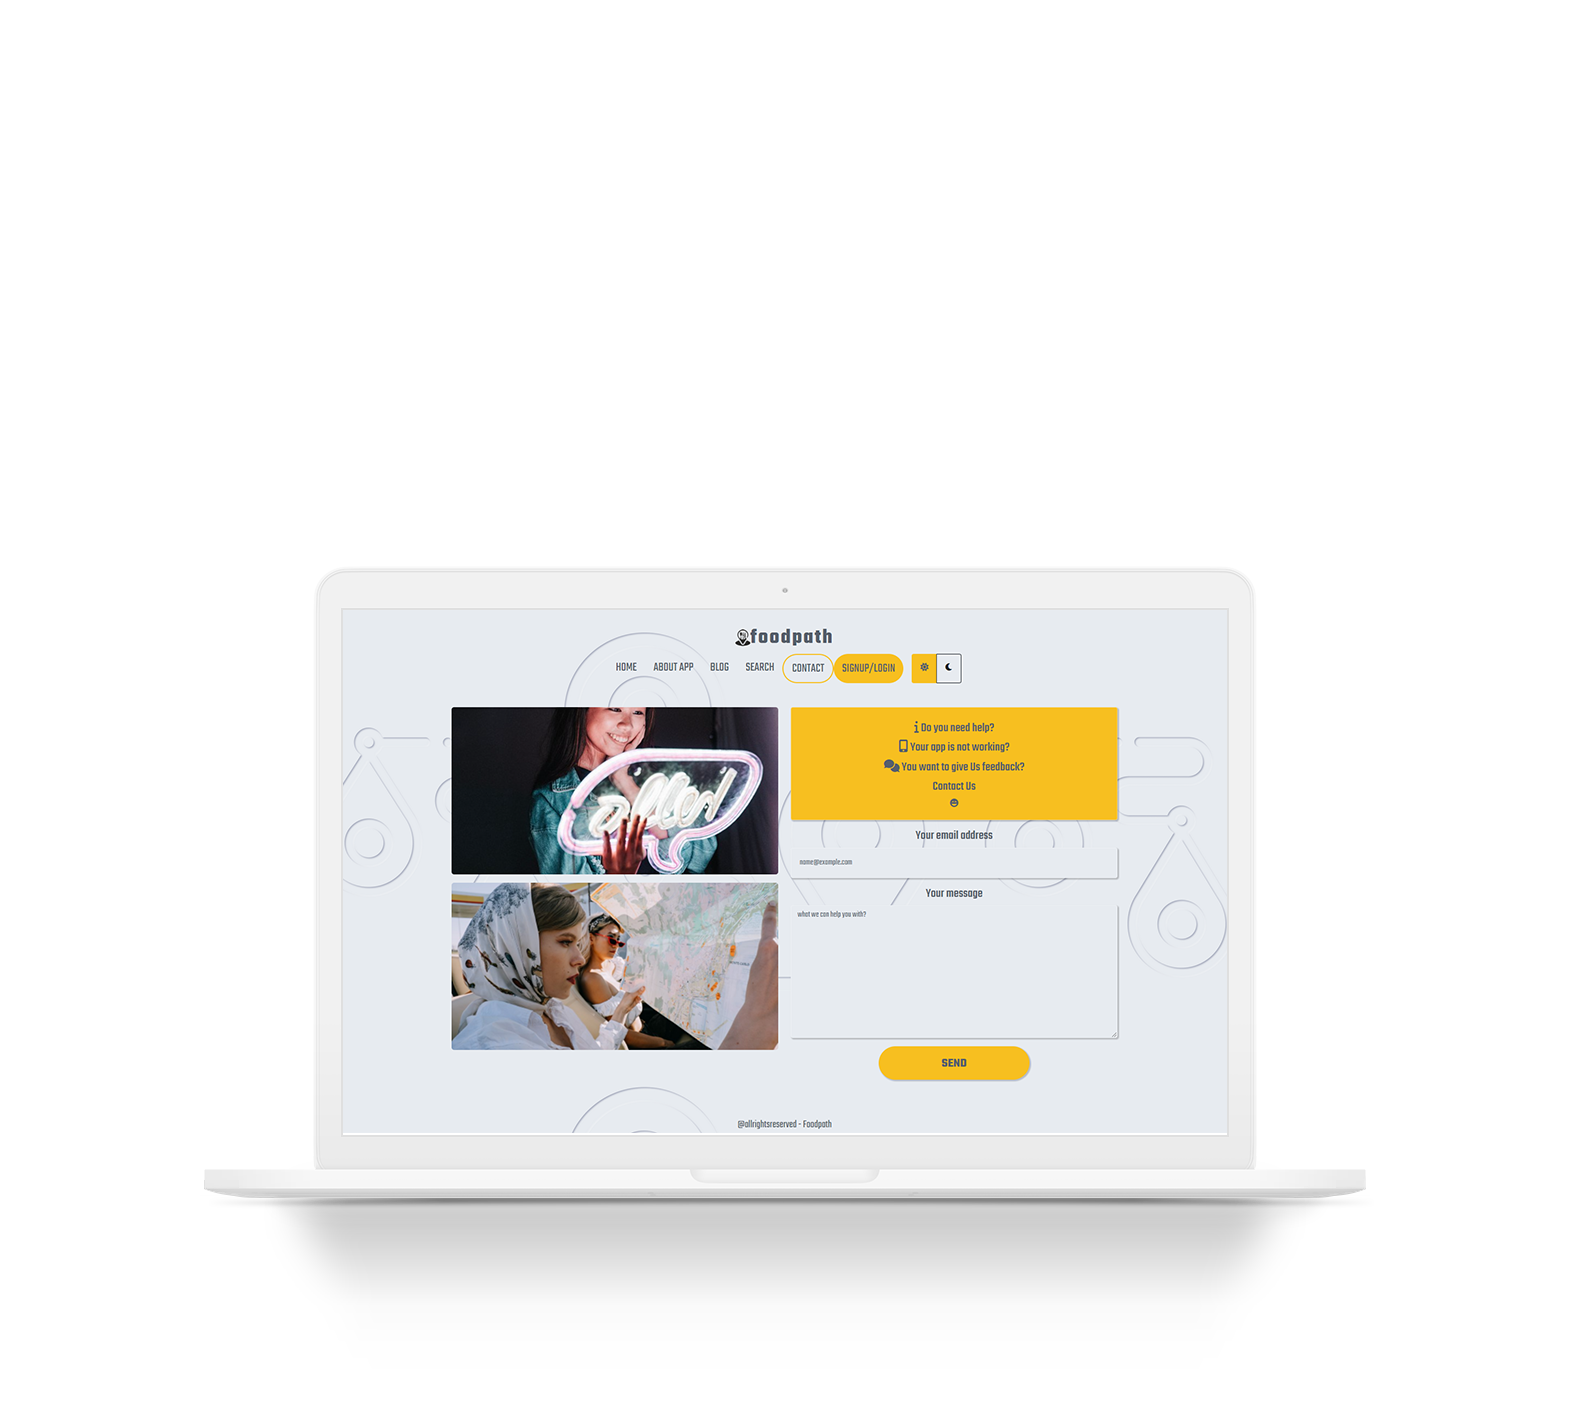 foodpath
HOME ABOUT APP BLOG SEARCH CONTACT SIGNUP/LOGIN
Do you need help?
Your app is not working?
You want to give Us feedback?
Contact Us
Your email address
name@example.com
Your message
what we can help you with?
SEND
@allrightsreserved - Foodpath